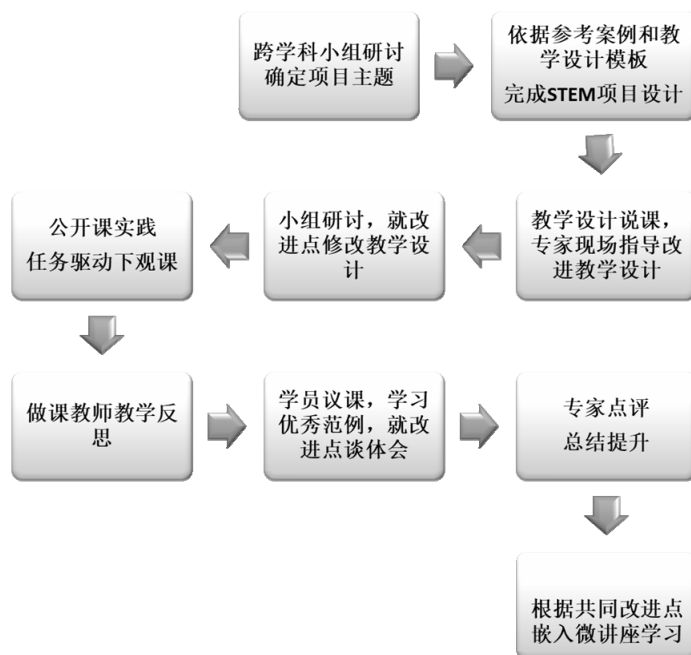 跨学科小组研讨
确定项目主题
依据参考案例和教
学设计模板
完成STEM项目设计
教学设计说课，
专家现场指导改
进教学设计
小组研讨，就改
进点修改教学设
计
公开课实践
任务驱动下观课
做课教师教学反
思
学员议课，学习
优秀范例，就改
进点谈体会
专家点评
总结提升
根据共同改进点
嵌入微讲座学习